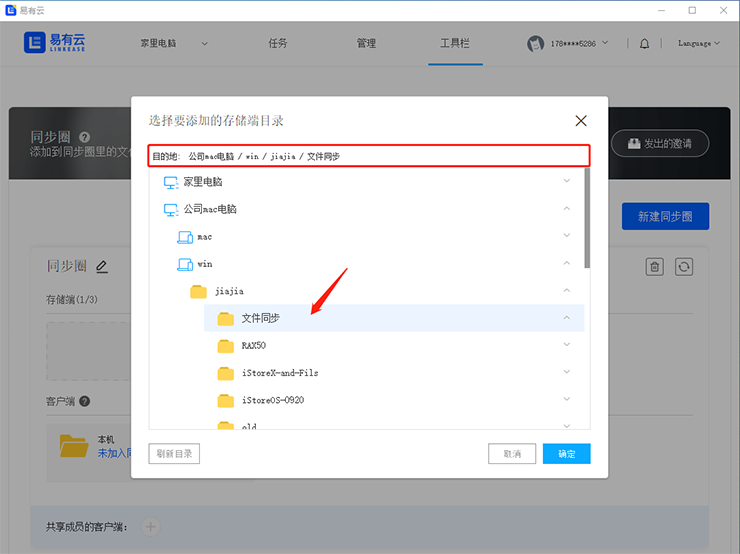 易有云
易有云
LINKEASE
家里电脑
任务
管理
工具栏
178****5286
Language
同步圈
添加到同步圈里的文
发出的邀请
新建同步圈
同步圈
存储端(1/3)
客户端
本机
未加入同
共享成员的客户端:
选择要添加的存储端目录
目的地: 公司mac电脑 / win / jiajia / 文件同步
家里电脑
公司mac电脑
mac
win
jiajia
文件同步
RAX50
iStoreX-and-Fils
iStoreOS-0920
old
刷新目录
取消
确定